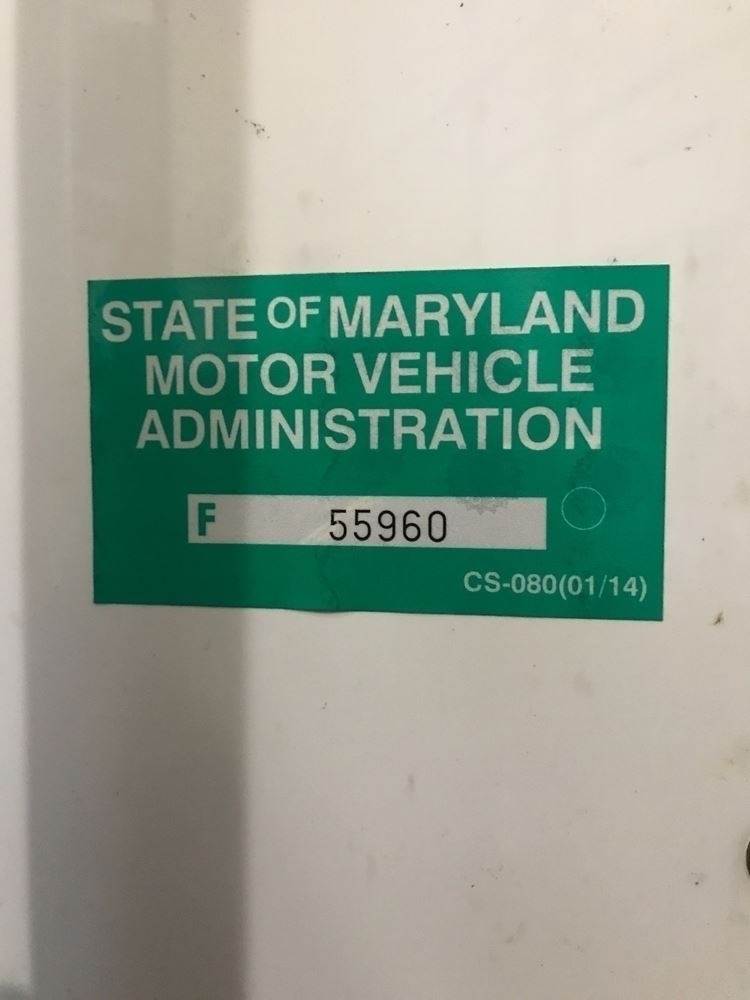 STATE OF MARYLAND
MOTOR VEHICLE
ADMINISTRATION
F 55960
CS-080(01/14)